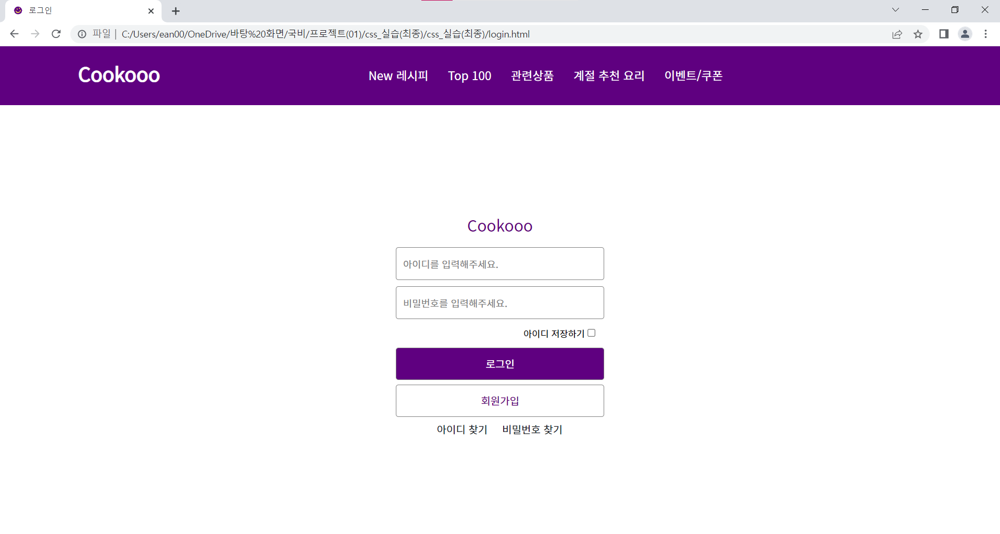 로그인
파일 | C:/Users/ean00/OneDrive/바탕%20화면/국비/프로젝트(01)/css_실습(최종)/css_실습(최종)/login.html
Cookooo New 레시피 Top 100 관련상품 계절 추천 요리 이벤트/쿠폰
Cookooo
아이디를 입력해주세요.
비밀번호를 입력해주세요.
아이디 저장하기
로그인
회원가입
아이디 찾기 비밀번호 찾기